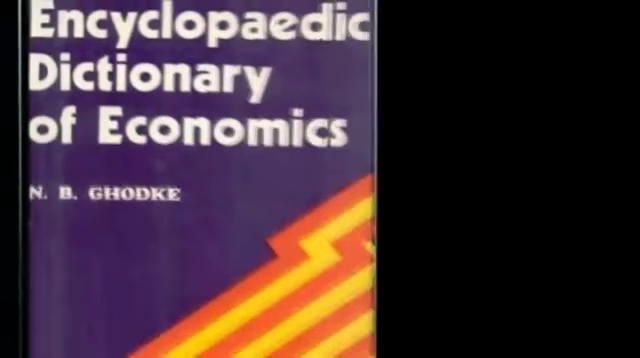 Encyclopaedic
Dictionary
of Economics
N. B. GHODKE